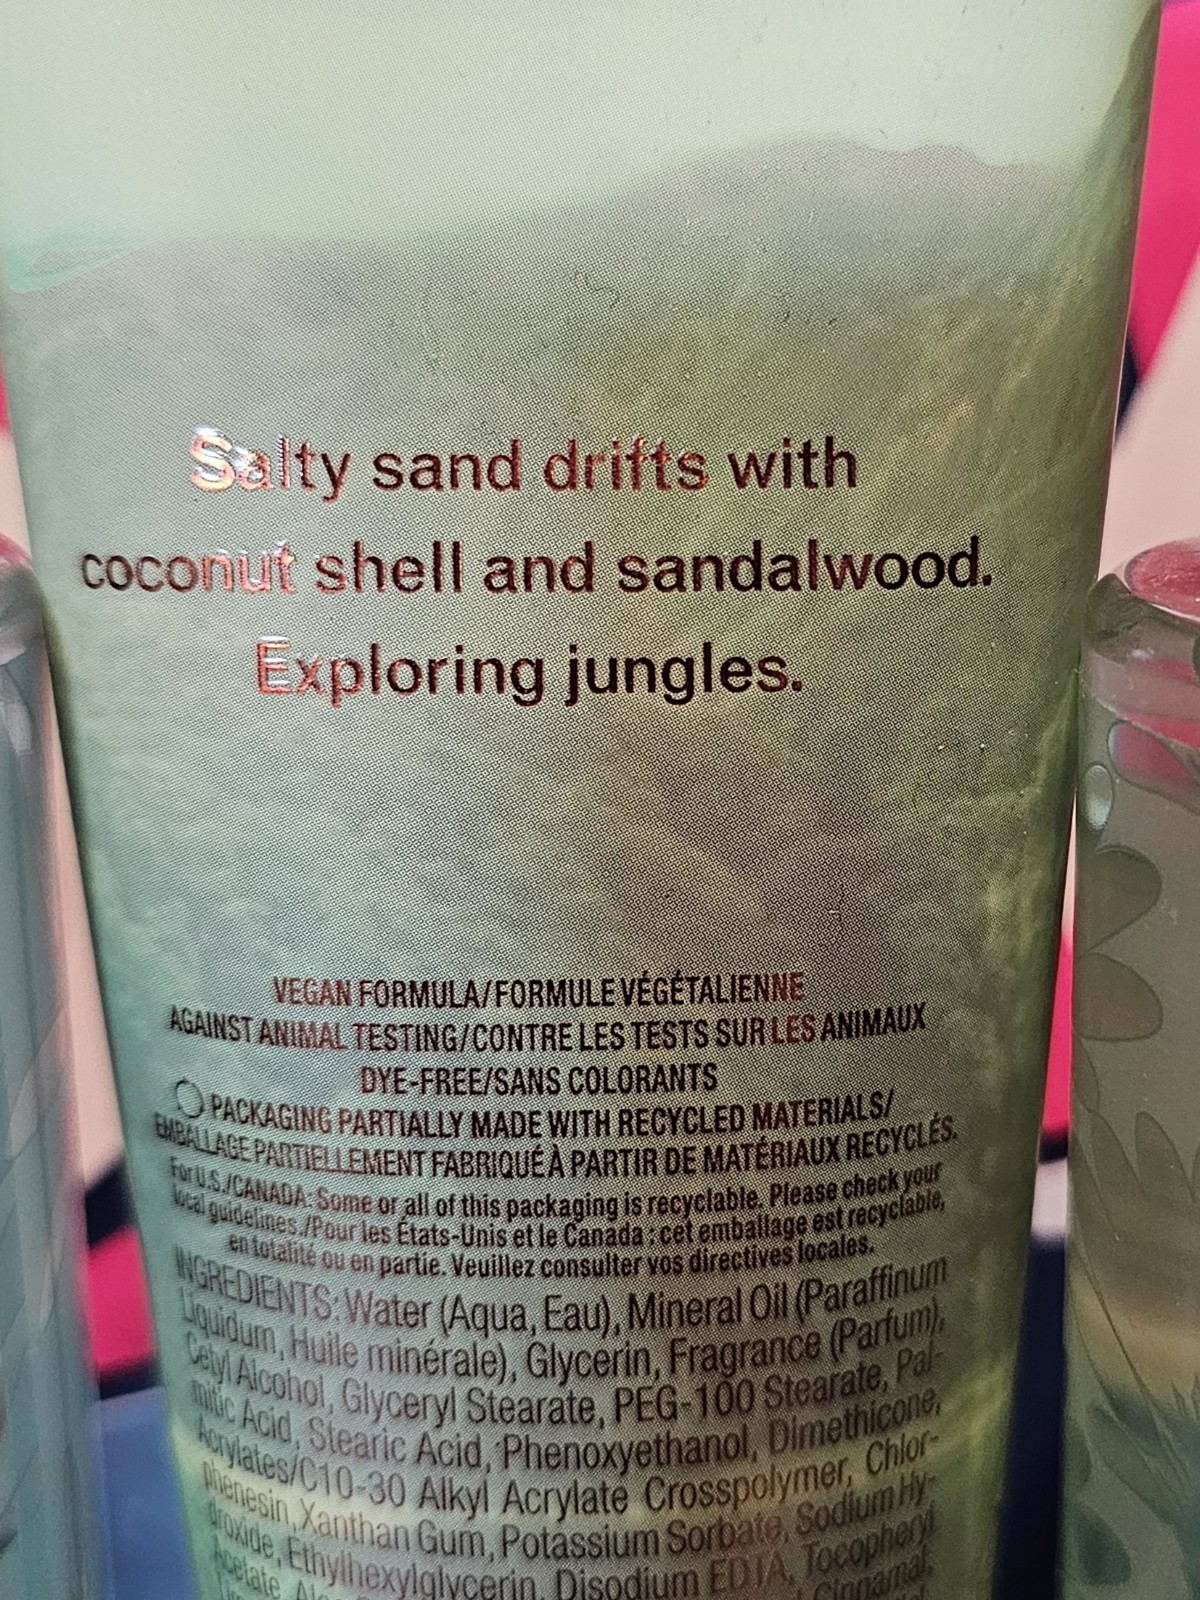 Salty sand drifts with
coconut shell and sandalwood.
Exploring jungles.
VEGAN FORMULA/FORMULE VÉGÉTALIENNE
AGAINST ANIMAL TESTING/CONTRE LES TESTS SUR LES ANIMAUX
DYE-FREE/SANS COLORANTS
PACKAGING PARTIALLY MADE WITH RECYCLED MATERIALS/
EMBALLAGE PARTIELLEMENT FABRIQUÉ À PARTIR DE MATÉRIAUX RECYCLÉS.
For U.S./CANADA: Some or all of this packaging is recyclable. Please check your
local guidelines./Pour les États-Unis et le Canada : cet emballage est recyclable,
en totalité ou en partie. Veuillez consulter vos directives locales.
INGREDIENTS: Water (Aqua, Eau), Mineral Oil (Paraffinum
Liquidum, Huile minérale), Glycerin, Fragrance (Parfum),
Cetyl Alcohol, Glyceryl Stearate, PEG-100 Stearate, Pal-
mitic Acid, Stearic Acid, Phenoxyethanol, Dimethicone,
Acrylates/C10-30 Alkyl Acrylate Crosspolymer, Chlor-
phenesin, Xanthan Gum, Potassium Sorbate, Sodium Hy-
droxide, Ethylhexylglycerin, Disodium EDTA, Tocopheryl
Acetate, Cinnamal,